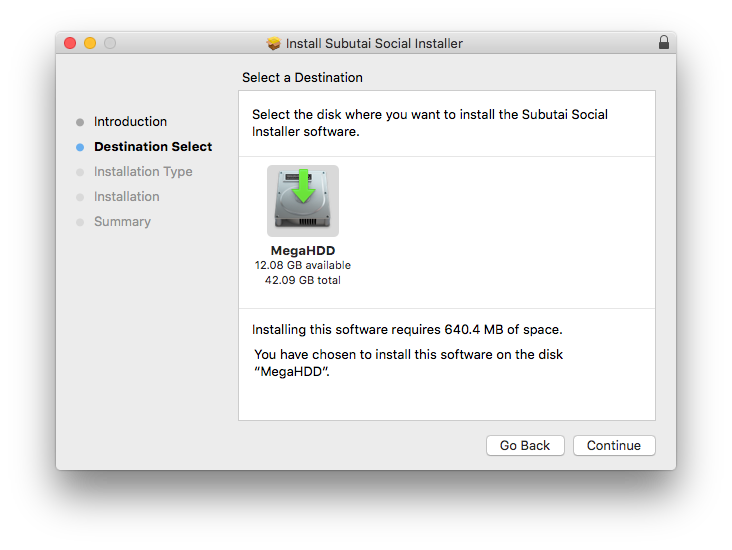 Install Subutai Social Installer
Select a Destination
Introduction
Destination Select
Installation Type
Installation
Summary
Select the disk where you want to install the Subutai Social
Installer software.
MegaHDD
12.08 GB available
42.09 GB total
Installing this software requires 640.4 MB of space.
You have chosen to install this software on the disk
“MegaHDD”.
Go Back
Continue